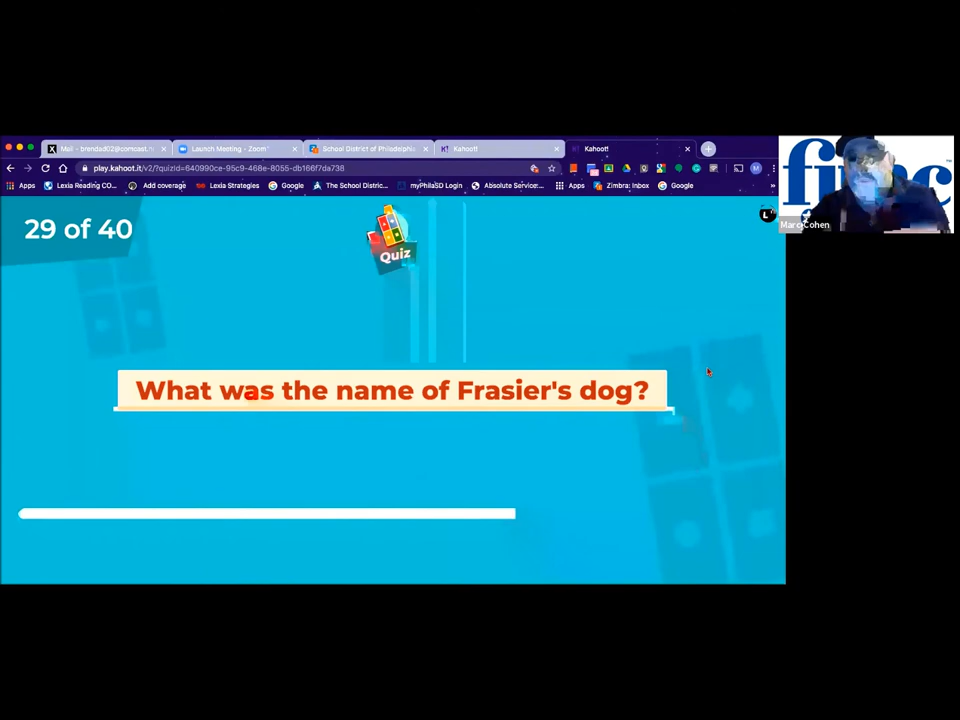 Mail - brendad02@comcast.n
Launch Meeting - Zoom
School District of Philadelphia
Kahoot!
Kahoot!
play.kahoot.it/v2/?quizid=640990ce-95c9-468e-8055-db166f7da738
Apps
Lexia Reading CO...
Add coverage
Lexia Strategies
Google
The School Distric...
myPhilaSD Login
Absolute Service:...
Apps
Zimbra: Inbox
Google
»
29 of 40
Quiz
What was the name of Frasier's dog?
Marc Cohen